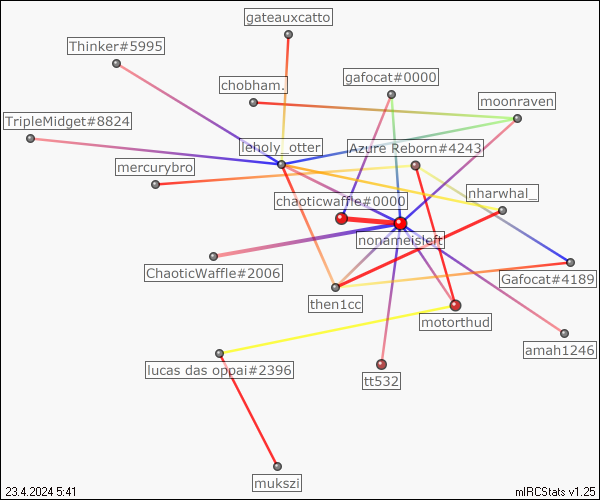 gateauxcatto
Thinker#5995
chobham.
gafocat#0000
moonraven
TripleMidget#8824
leholy_otter
Azure Reborn#4243
mercurybro
nharwhal_
chaoticwaffle#0000
nonameisleft
ChaoticWaffle#2006
Gafocat#4189
then1cc
motorthud
amah1246
lucas das oppai#2396
tt532
mukszi
23.4.2024 5:41
mIRCStats v1.25